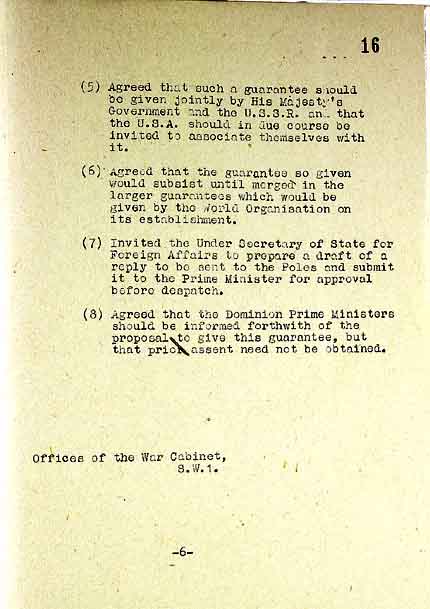 16
(5) Agreed that such a guarantee should
be given jointly by His Majesty's
Government and the U.S.S.R. and that
the U.S.A. should in due course be
invited to associate themselves with
it.
(6) Agreed that the guarantee so given
would subsist until merged in the
larger guarantees which would be
given by the World Organisation on
its establishment.
(7) Invited the Under Secretary of State for
Foreign Affairs to prepare a draft of a
reply to be sent to the Poles and submit
it to the Prime Minister for approval
before despatch.
(8) Agreed that the Dominion Prime Ministers
should be informed forthwith of the
proposal to give this guarantee, but
that prior assent need not be obtained.
Offices of the War Cabinet,
S.W.1.
-6-